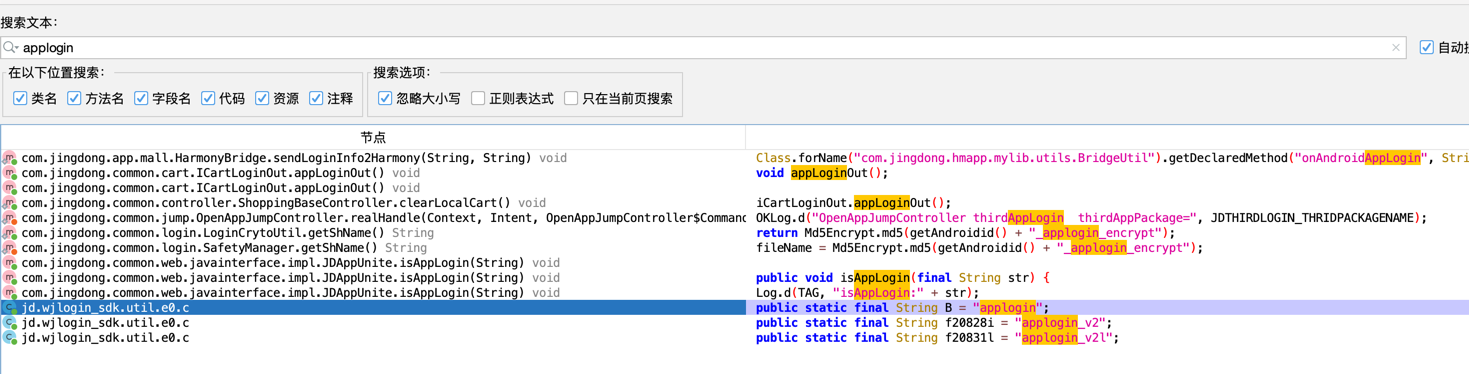 搜索文本：
applogin
自动搜
在以下位置搜索：
搜索选项：
类名 方法名 字段名 代码 资源 注释 忽略大小写 正则表达式 只在当前页搜索
节点
com.jingdong.app.mall.HarmonyBridge.sendLoginInfo2Harmony(String, String) void Class.forName("com.jingdong.hmapp.mylib.utils.BridgeUtil").getDeclaredMethod("onAndroidAppLogin", Stri
com.jingdong.common.cart.ICartLoginOut.appLoginOut() void void appLoginOut();
com.jingdong.common.cart.ICartLoginOut.appLoginOut() void
com.jingdong.common.controller.ShoppingBaseController.clearLocalCart() void iCartLoginOut.appLoginOut();
com.jingdong.common.jump.OpenAppJumpController.realHandle(Context, Intent, OpenAppJumpController$Command OKLog.d("OpenAppJumpController thirdAppLogin  thirdAppPackage=", JDTHIRDLOGIN_THRIDPACKAGENAME);
com.jingdong.common.login.LoginCrytoUtil.getShName() String return Md5Encrypt.md5(getAndroidid() + "_applogin_encrypt");
com.jingdong.common.login.SafetyManager.getShName() String fileName = Md5Encrypt.md5(getAndroidid() + "_applogin_encrypt");
com.jingdong.common.web.javainterface.impl.JDAppUnite.isAppLogin(String) void
com.jingdong.common.web.javainterface.impl.JDAppUnite.isAppLogin(String) void public void isAppLogin(final String str) {
com.jingdong.common.web.javainterface.impl.JDAppUnite.isAppLogin(String) void Log.d(TAG, "isAppLogin:" + str);
jd.wjlogin_sdk.util.e0.c public static final String B = "applogin";
jd.wjlogin_sdk.util.e0.c public static final String f20828i = "applogin_v2";
jd.wjlogin_sdk.util.e0.c public static final String f20831l = "applogin_v2l";